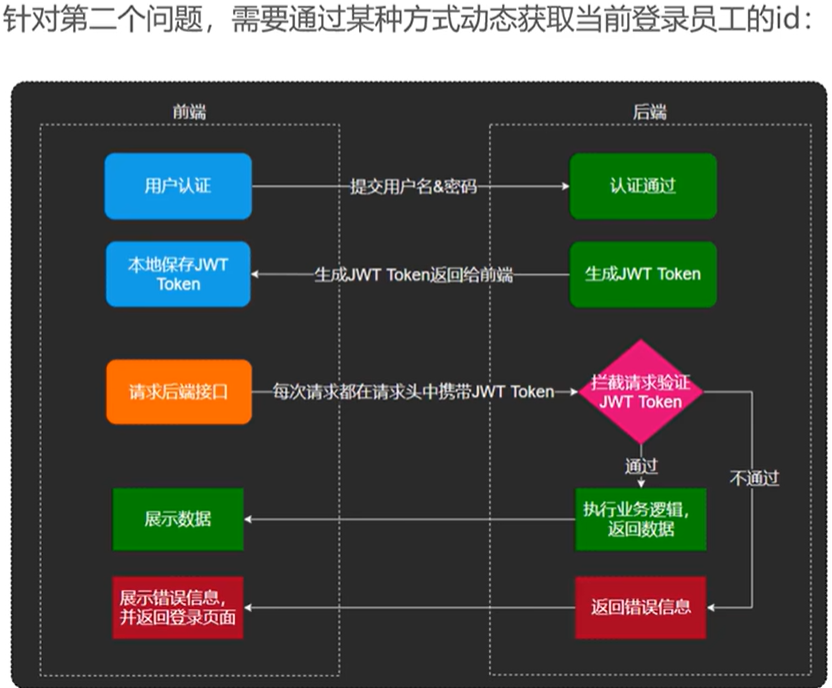 针对第二个问题，需要通过某种方式动态获取当前登录员工的id：
前端
后端
用户认证
提交用户名&密码
认证通过
本地保存JWT
Token
生成JWT Token返回给前端
生成JWT Token
请求后端接口
每次请求都在请求头中携带JWT Token
拦截请求验证
JWT Token
通过
不通过
展示数据
执行业务逻辑，
返回数据
展示错误信息，
并返回登录页面
返回错误信息